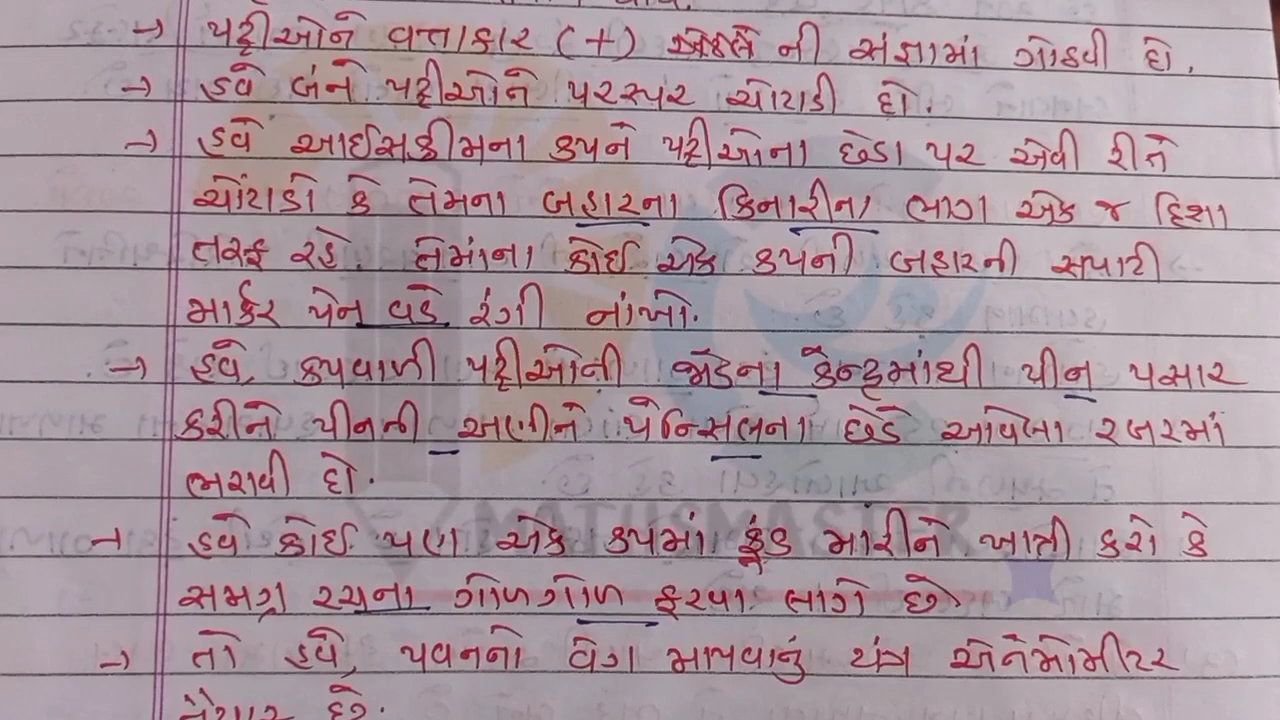 → પટ્ટીઓને વત્તાકાર (+) ની સંજ્ઞામાં ગોઠવી દો.
→ હવે બંને પટ્ટીઓને પરસ્પર ચોંટાડી દો.
→ હવે આઈસક્રીમના કપને પટ્ટીઓના છેડા પર એવી રીતે
ચોંટાડો કે તેમના બહારના કિનારીના ભાગ એક જ દિશા
તરફ રહે. તેમાંના કોઈ એક કપની બહારની સપાટી
માર્કર પેન વડે રંગી નાંખો.
→ હવે, કપવાળી પટ્ટીઓની જોડના કેન્દ્રમાંથી પીન પસાર
કરીને પીનની અણીને પેન્સિલના છેડે આવેલા રબરમાં
ભરાવી દો.
→ હવે કોઈ પણ એક કપમાં ફૂંક મારીને ખાત્રી કરો કે
સમગ્ર રચના ગોળગોળ ફરવા લાગે છે.
→ તો હવે, પવનનો વેગ માપવાનું યંત્ર એનેમોમીટર
તૈયાર છે.
MATHSMASTER